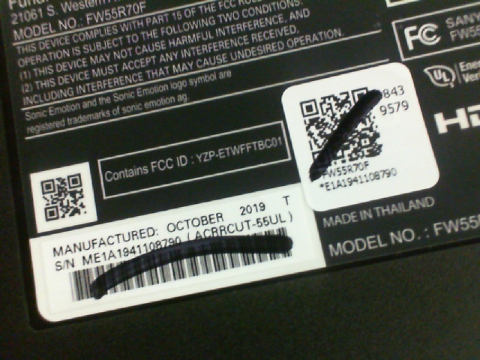 21061 S. Western
MODEL NO.: FW55R70F
THIS DEVICE COMPLIES WITH PART 15 OF THE FCC
OPERATION IS SUBJECT TO THE FOLLOWING TWO CONDITIONS:
(1) THIS DEVICE MAY NOT CAUSE HARMFUL INTERFERENCE, AND
(2) THIS DEVICE MUST ACCEPT ANY INTERFERENCE RECEIVED,
INCLUDING INTERFERENCE THAT MAY CAUSE UNDESIRED OPERATION.
Sonic Emotion and the Sonic Emotion logo symbol are
registered trademarks of sonic emotion ag.
Contains FCC ID : YZP-ETWFFTBC01
MANUFACTURED: OCTOBER 2019 T
S/N ME1A1941108790 (ACRRCUT-55UL)
FC
UL
843
9579
FW55R70F
*E1A1941108790
MADE IN THAILAND
MODEL NO.: